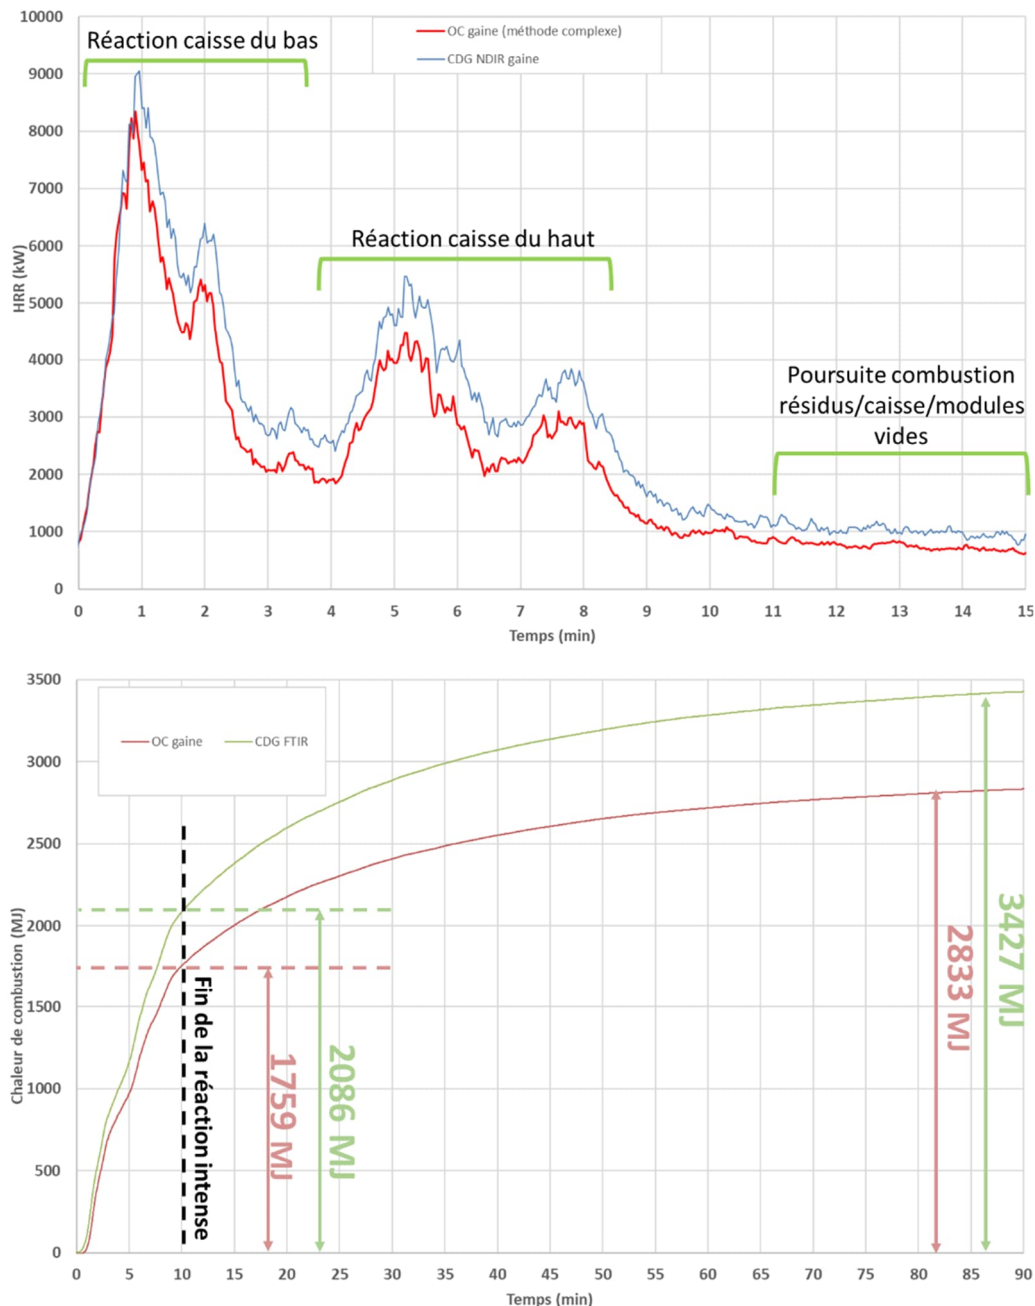 10000
9000
8000
7000
6000
5000
4000
3000
2000
1000
0
HRR (kW)
OC gaine (méthode complexe)
CDG NDIR gaine
Réaction caisse du bas
Réaction caisse du haut
Poursuite combustion
résidus/caisse/modules
vides
0 1 2 3 4 5 6 7 8 9 10 11 12 13 14 15
Temps (min)
3500
3000
2500
2000
1500
1000
500
0
Chaleur de combustion (MJ)
OC gaine CDG FTIR
Fin de la réaction intense
1759 MJ
2086 MJ
2833 MJ
3427 MJ
0 5 10 15 20 25 30 35 40 45 50 55 60 65 70 75 80 85 90
Temps (min)